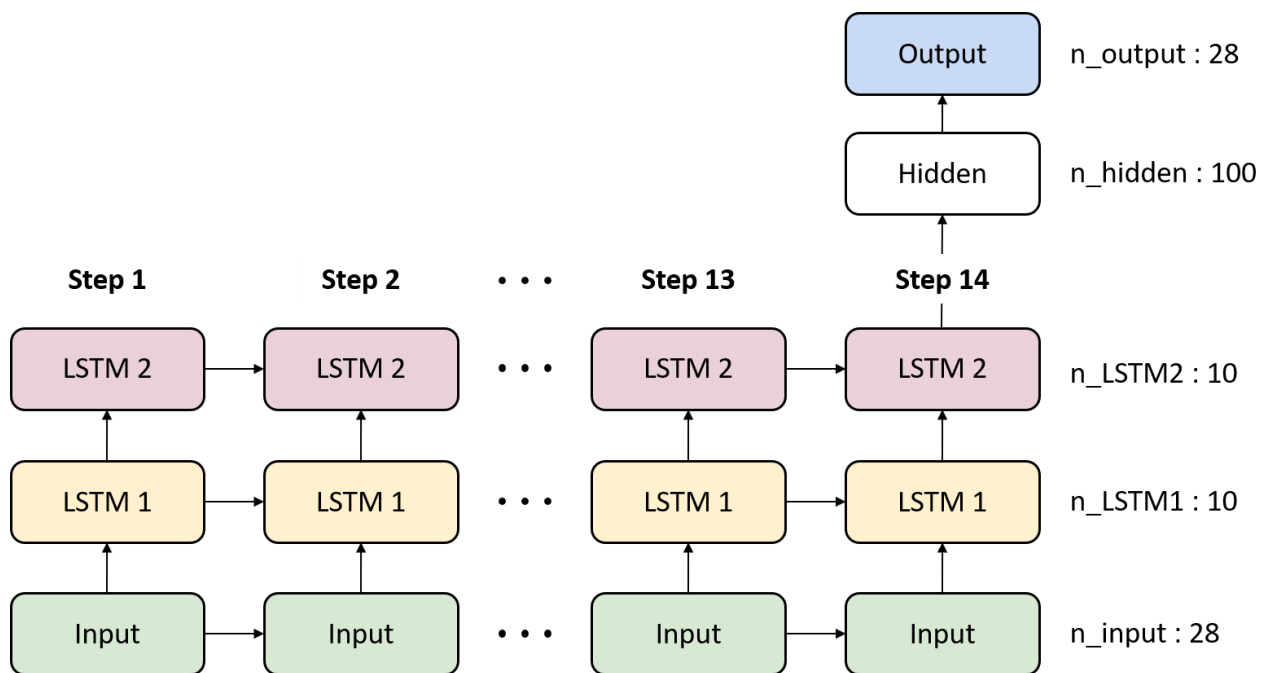 Output
n_output : 28
Hidden
n_hidden : 100
Step 1
Step 2
• • •
Step 13
Step 14
LSTM 2
LSTM 2
• • •
LSTM 2
LSTM 2
n_LSTM2 : 10
LSTM 1
LSTM 1
• • •
LSTM 1
LSTM 1
n_LSTM1 : 10
Input
Input
• • •
Input
Input
n_input : 28